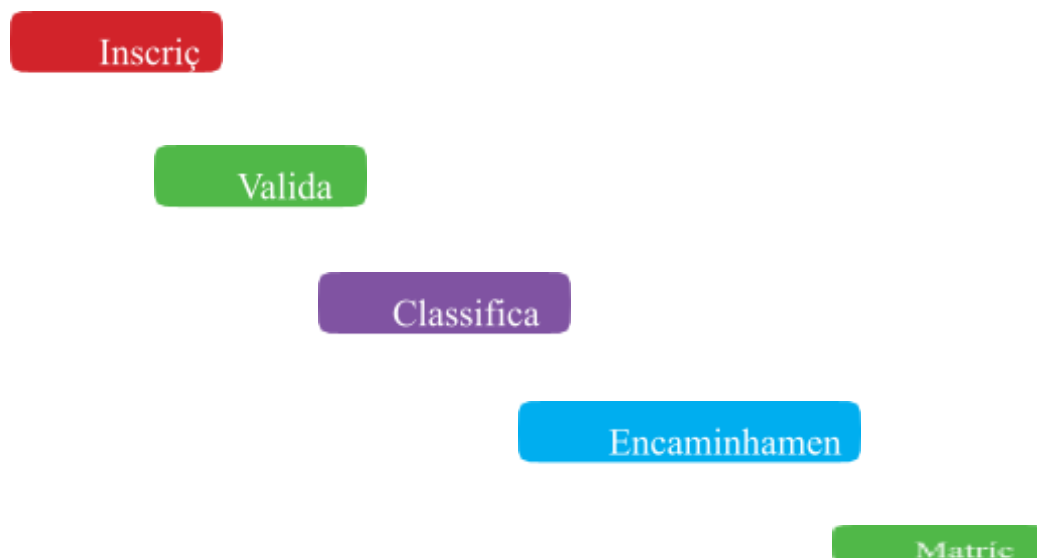 Inscriç
Valida
Classifica
Encaminhamen
Matríc